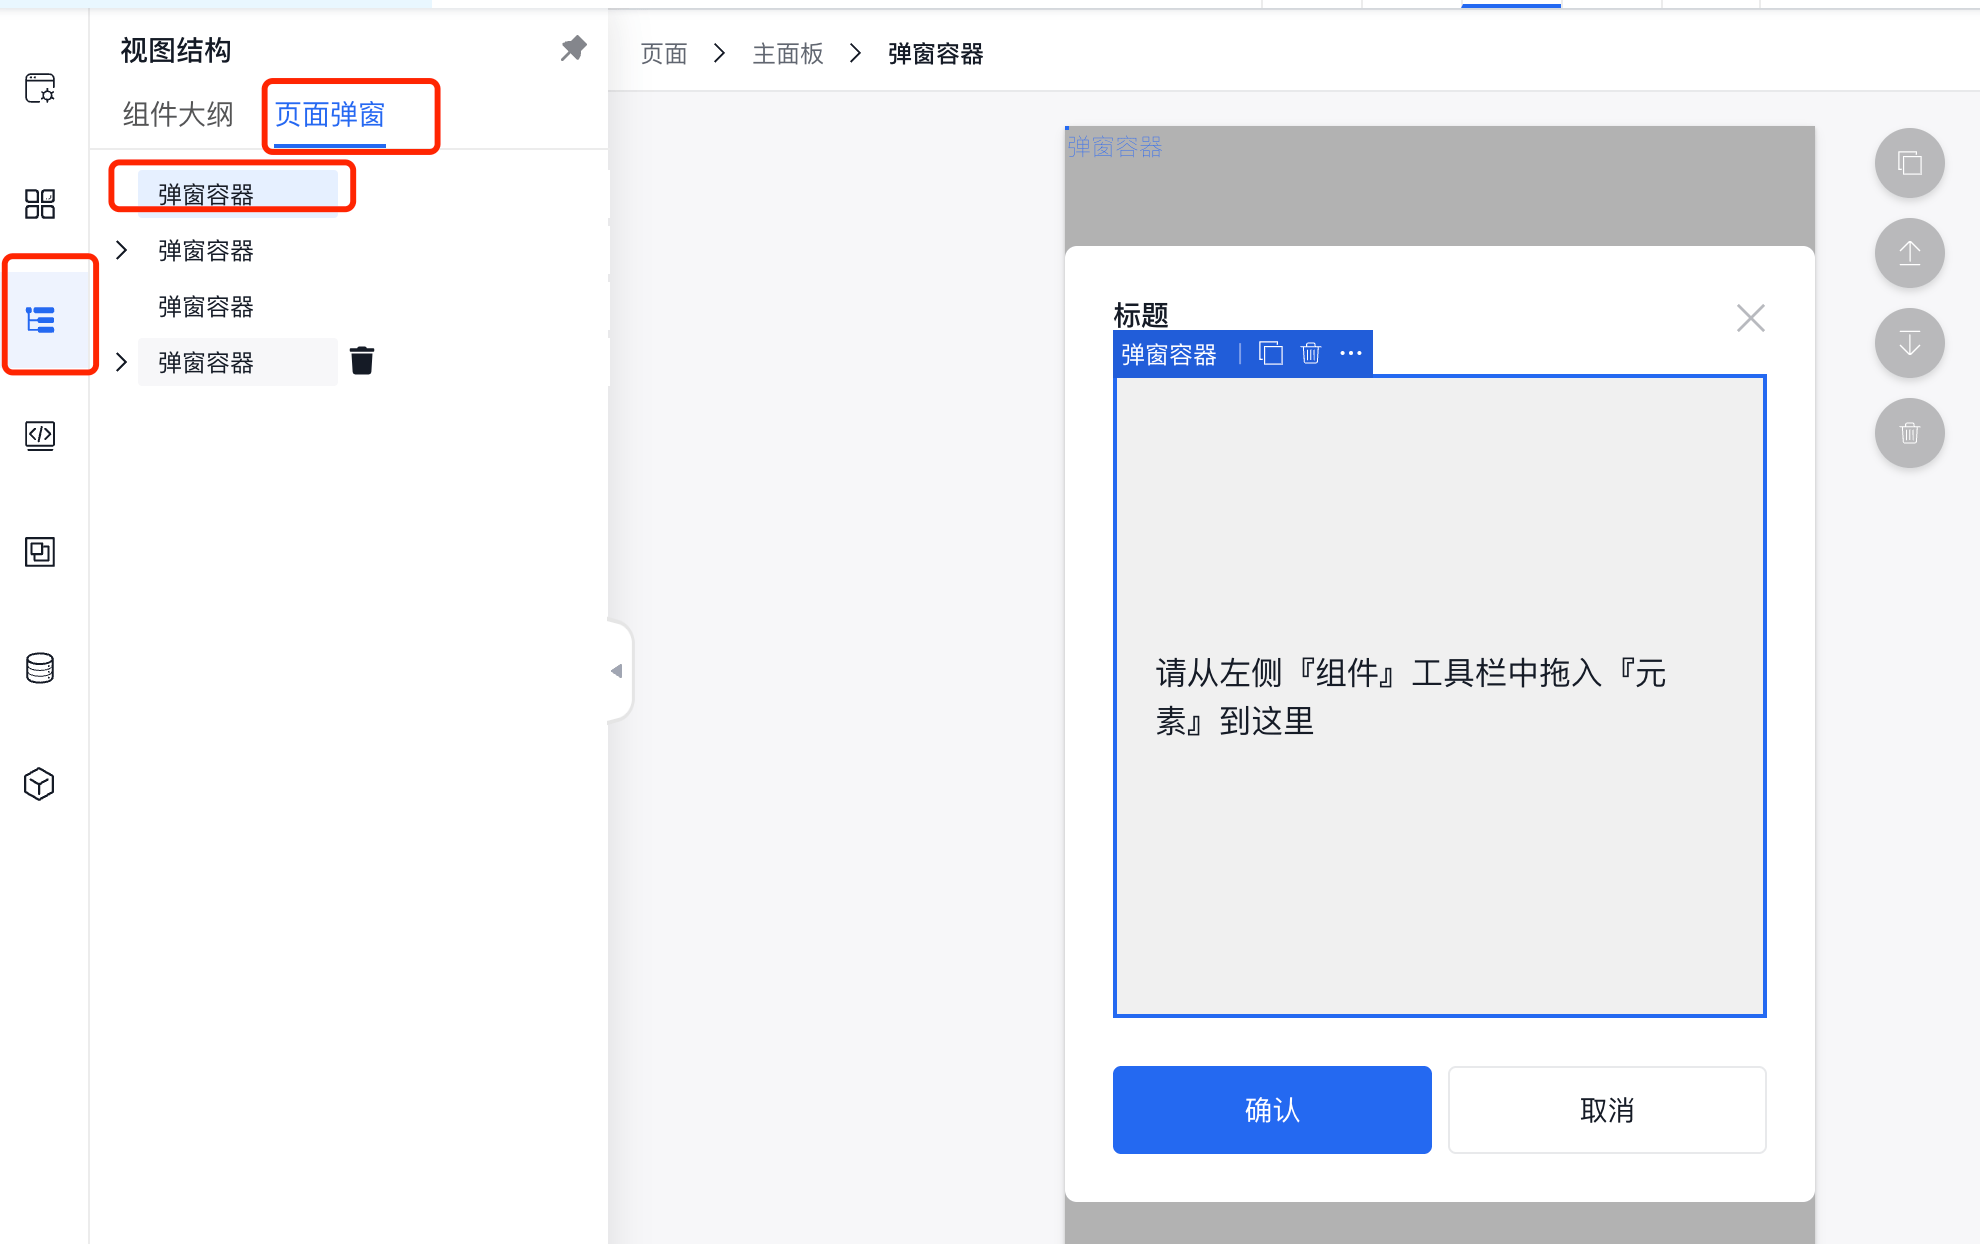 视图结构
组件大纲
页面弹窗
弹窗容器
弹窗容器
弹窗容器
弹窗容器
页面 > 主面板 > 弹窗容器
弹窗容器
标题
弹窗容器
请从左侧『组件』工具栏中拖入『元
素』到这里
确认
取消